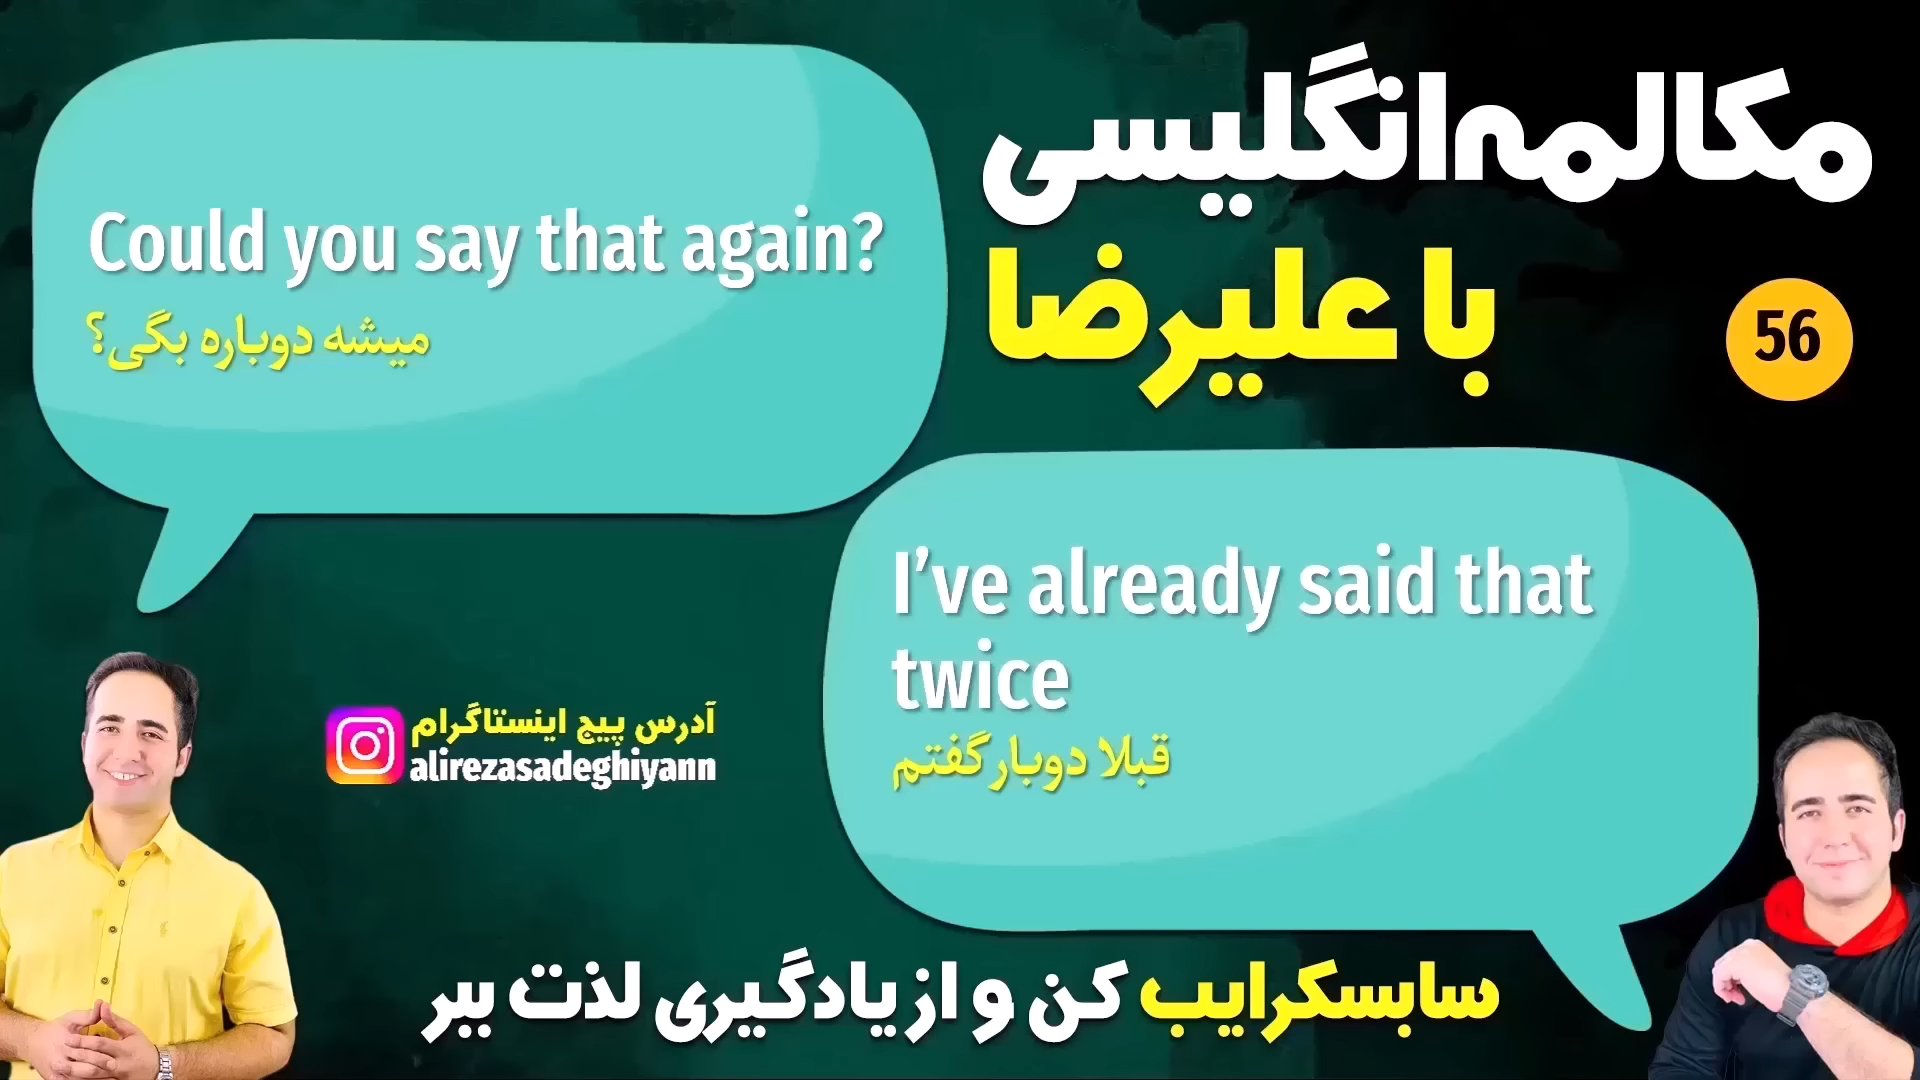 مکالمه انگلیسی
با علیرضا
56
Could you say that again?
میشه دوباره بگی؟
I've already said that
twice
قبلا دوبار گفتم
آدرس پیج اینستاگرام
alirezasadeghiyann
سابسکرایب کن و از یادگیری لذت ببر